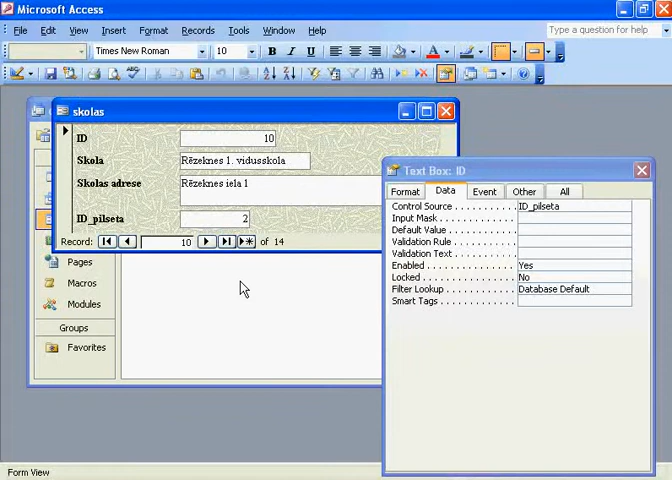 Microsoft Access
File Edit View Insert Format Records Tools Window Help
Type a question for help
Times New Roman 10 B I U A
skolas
ID 10
Skola Rēzeknes 1. vidusskola
Skolas adrese Rēzeknes iela 1
ID_pilseta 2
Record: 10 of 14
Pages
Macros
Modules
Groups
Favorites
Text Box: ID
Format Data Event Other All
Control Source ID_pilseta
Input Mask
Default Value
Validation Rule
Validation Text
Enabled Yes
Locked No
Filter Lookup Database Default
Smart Tags
Form View